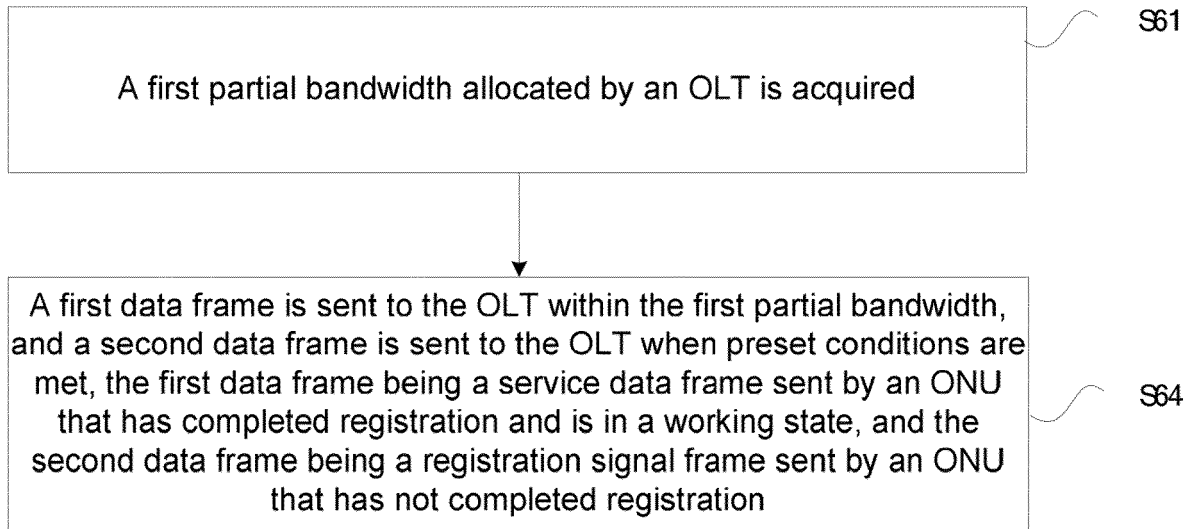 S61
A first partial bandwidth allocated by an OLT is acquired
A first data frame is sent to the OLT within the first partial bandwidth,
and a second data frame is sent to the OLT when preset conditions are
met, the first data frame being a service data frame sent by an ONU
that has completed registration and is in a working state, and the
second data frame being a registration signal frame sent by an ONU
that has not completed registration
S64